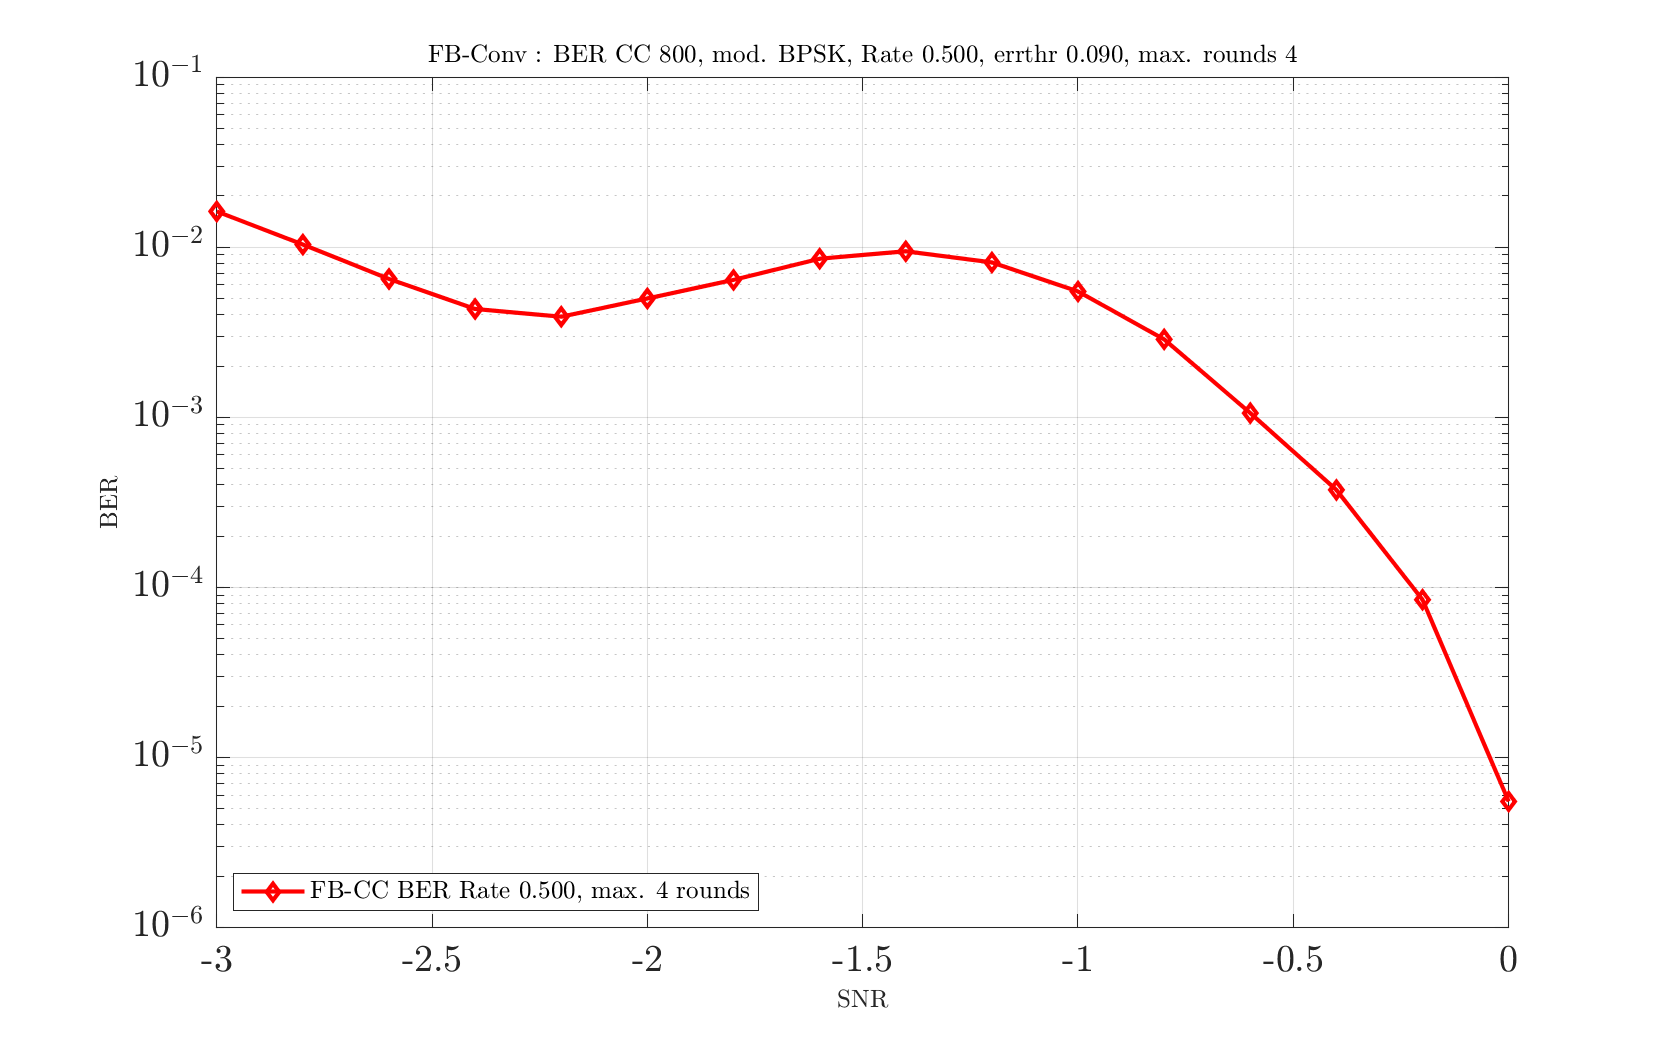 FB-Conv : BER CC 800, mod. BPSK, Rate 0.500, errthr 0.090, max. rounds 4
10^{-1}
10^{-2}
10^{-3}
10^{-4}
10^{-5}
10^{-6}
BER
FB-CC BER Rate 0.500, max. 4 rounds
-3 -2.5 -2 -1.5 -1 -0.5 0
SNR